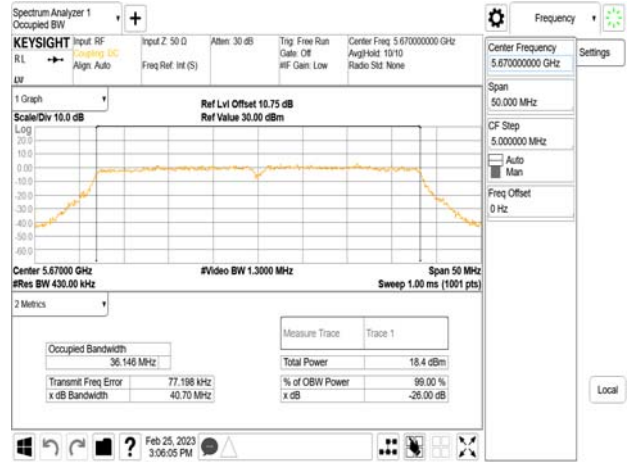 Spectrum Analyzer 1
Occupied BW
Frequency
KEYSIGHT
Input: RF
Coupling: DC
Align: Auto
Input Z: 50 Ω
Freq Ref: Int (S)
Atten: 30 dB
Trig: Free Run
Gate: Off
#IF Gain: Low
Center Freq: 5.670000000 GHz
Avg|Hold: 10/10
Radio Std: None
RL
LXI
1 Graph
Scale/Div 10.0 dB
Ref Lvl Offset 10.75 dB
Ref Value 30.00 dBm
Log
20.0
10.0
0.00
-10.0
-20.0
-30.0
-40.0
-50.0
-60.0
Center 5.67000 GHz
#Res BW 430.00 kHz
#Video BW 1.3000 MHz
Span 50 MHz
Sweep 1.00 ms (1001 pts)
2 Metrics
Measure Trace
Trace 1
Occupied Bandwidth
36.146 MHz
Total Power
18.4 dBm
Transmit Freq Error
77.198 kHz
% of OBW Power
99.00 %
x dB Bandwidth
40.70 MHz
x dB
-26.00 dB
Feb 25, 2023
3:06:05 PM
Center Frequency
5.670000000 GHz
Settings
Span
50.000 MHz
CF Step
5.000000 MHz
Auto
Man
Freq Offset
0 Hz
Local